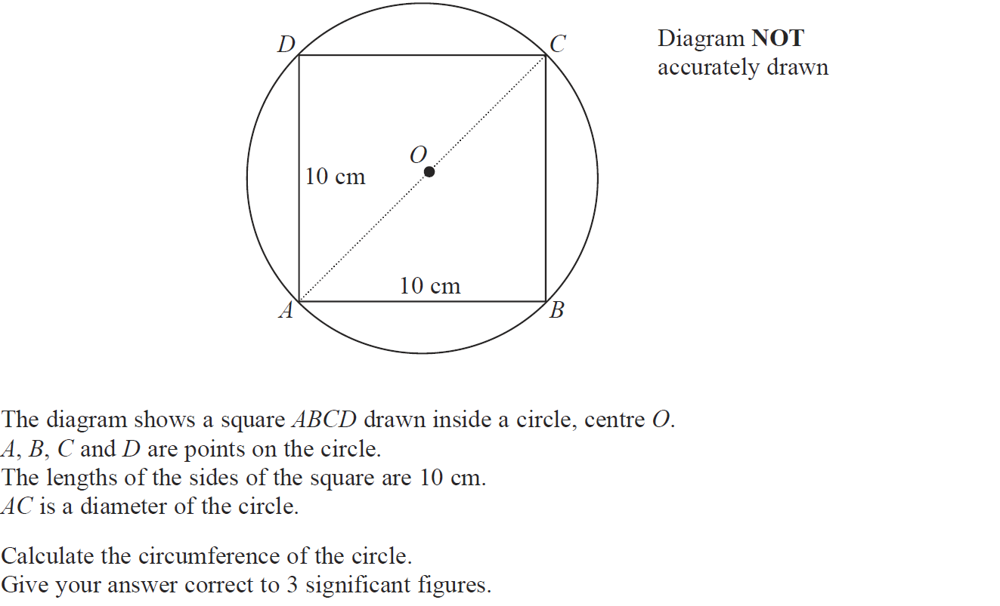 D
C
Diagram NOT
accurately drawn
O
10 cm
10 cm
A
B
The diagram shows a square ABCD drawn inside a circle, centre O.
A, B, C and D are points on the circle.
The lengths of the sides of the square are 10 cm.
AC is a diameter of the circle.
Calculate the circumference of the circle.
Give your answer correct to 3 significant figures.